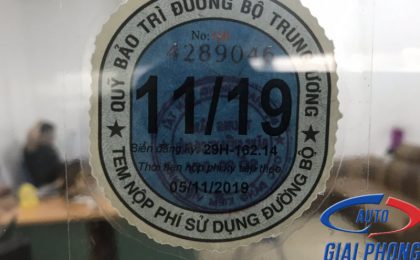 QUỸ BẢO TRÌ ĐƯỜNG BỘ TRUNG ƯƠNG
No:
4289046
11/19
Biển đăng ký: 29H-162.14
Thời hạn nộp phí kỳ tiếp theo
05/11/2019
★ TEM NỘP PHÍ SỬ DỤNG ĐƯỜNG BỘ ★
AUTO
GIAI PHONG